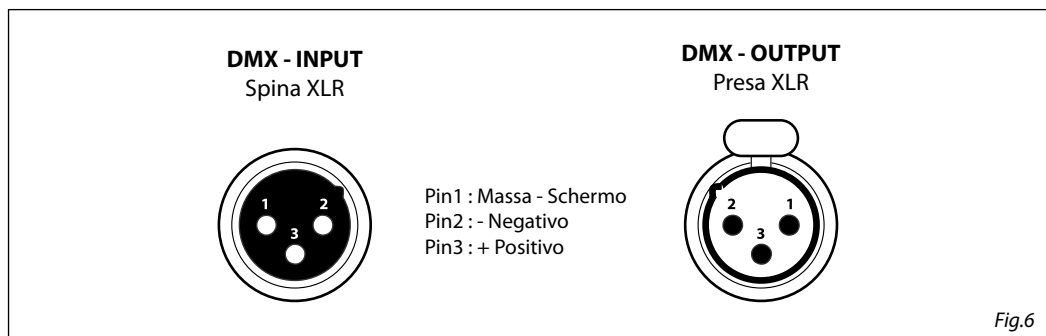 DMX - INPUT
Spina XLR
1
2
3
Pin1 : Massa - Schermo
Pin2 : - Negativo
Pin3 : + Positivo
DMX - OUTPUT
Presa XLR
2
1
3
Fig.6